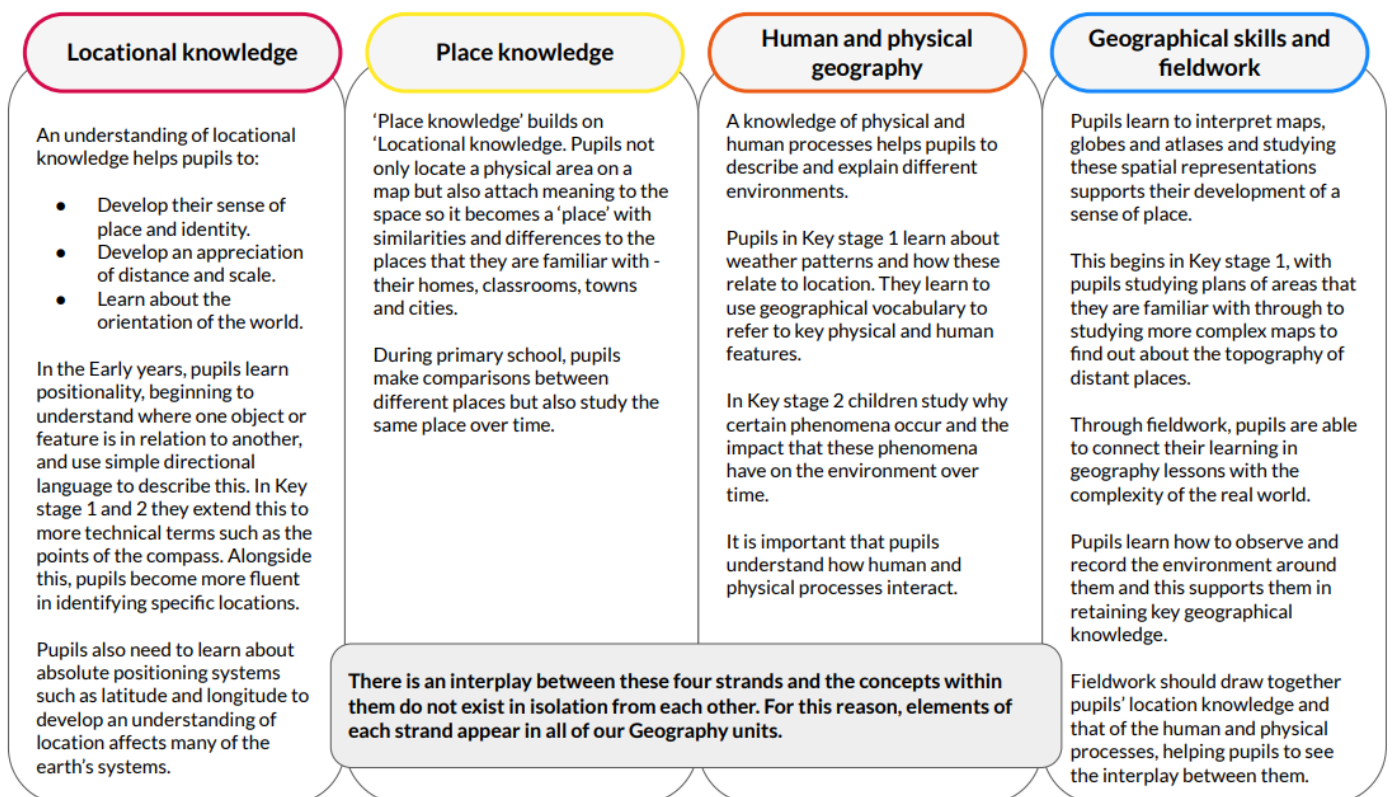 Locational knowledge
An understanding of locational
knowledge helps pupils to:
● Develop their sense of
place and identity.
● Develop an appreciation
of distance and scale.
● Learn about the
orientation of the world.
In the Early years, pupils learn
positionality, beginning to
understand where one object or
feature is in relation to another,
and use simple directional
language to describe this. In Key
stage 1 and 2 they extend this to
more technical terms such as the
points of the compass. Alongside
this, pupils become more fluent
in identifying specific locations.
Pupils also need to learn about
absolute positioning systems
such as latitude and longitude to
develop an understanding of
location affects many of the
earth's systems.
Place knowledge
‘Place knowledge’ builds on
‘Locational knowledge. Pupils not
only locate a physical area on a
map but also attach meaning to the
space so it becomes a ‘place’ with
similarities and differences to the
places that they are familiar with -
their homes, classrooms, towns
and cities.
During primary school, pupils
make comparisons between
different places but also study the
same place over time.
Human and physical
geography
A knowledge of physical and
human processes helps pupils to
describe and explain different
environments.
Pupils in Key stage 1 learn about
weather patterns and how these
relate to location. They learn to
use geographical vocabulary to
refer to key physical and human
features.
In Key stage 2 children study why
certain phenomena occur and the
impact that these phenomena
have on the environment over
time.
It is important that pupils
understand how human and
physical processes interact.
Geographical skills and
fieldwork
Pupils learn to interpret maps,
globes and atlases and studying
these spatial representations
supports their development of a
sense of place.
This begins in Key stage 1, with
pupils studying plans of areas that
they are familiar with through to
studying more complex maps to
find out about the topography of
distant places.
Through fieldwork, pupils are able
to connect their learning in
geography lessons with the
complexity of the real world.
Pupils learn how to observe and
record the environment around
them and this supports them in
retaining key geographical
knowledge.
Fieldwork should draw together
pupils’ location knowledge and
that of the human and physical
processes, helping pupils to see
the interplay between them.
There is an interplay between these four strands and the concepts within
them do not exist in isolation from each other. For this reason, elements of
each strand appear in all of our Geography units.